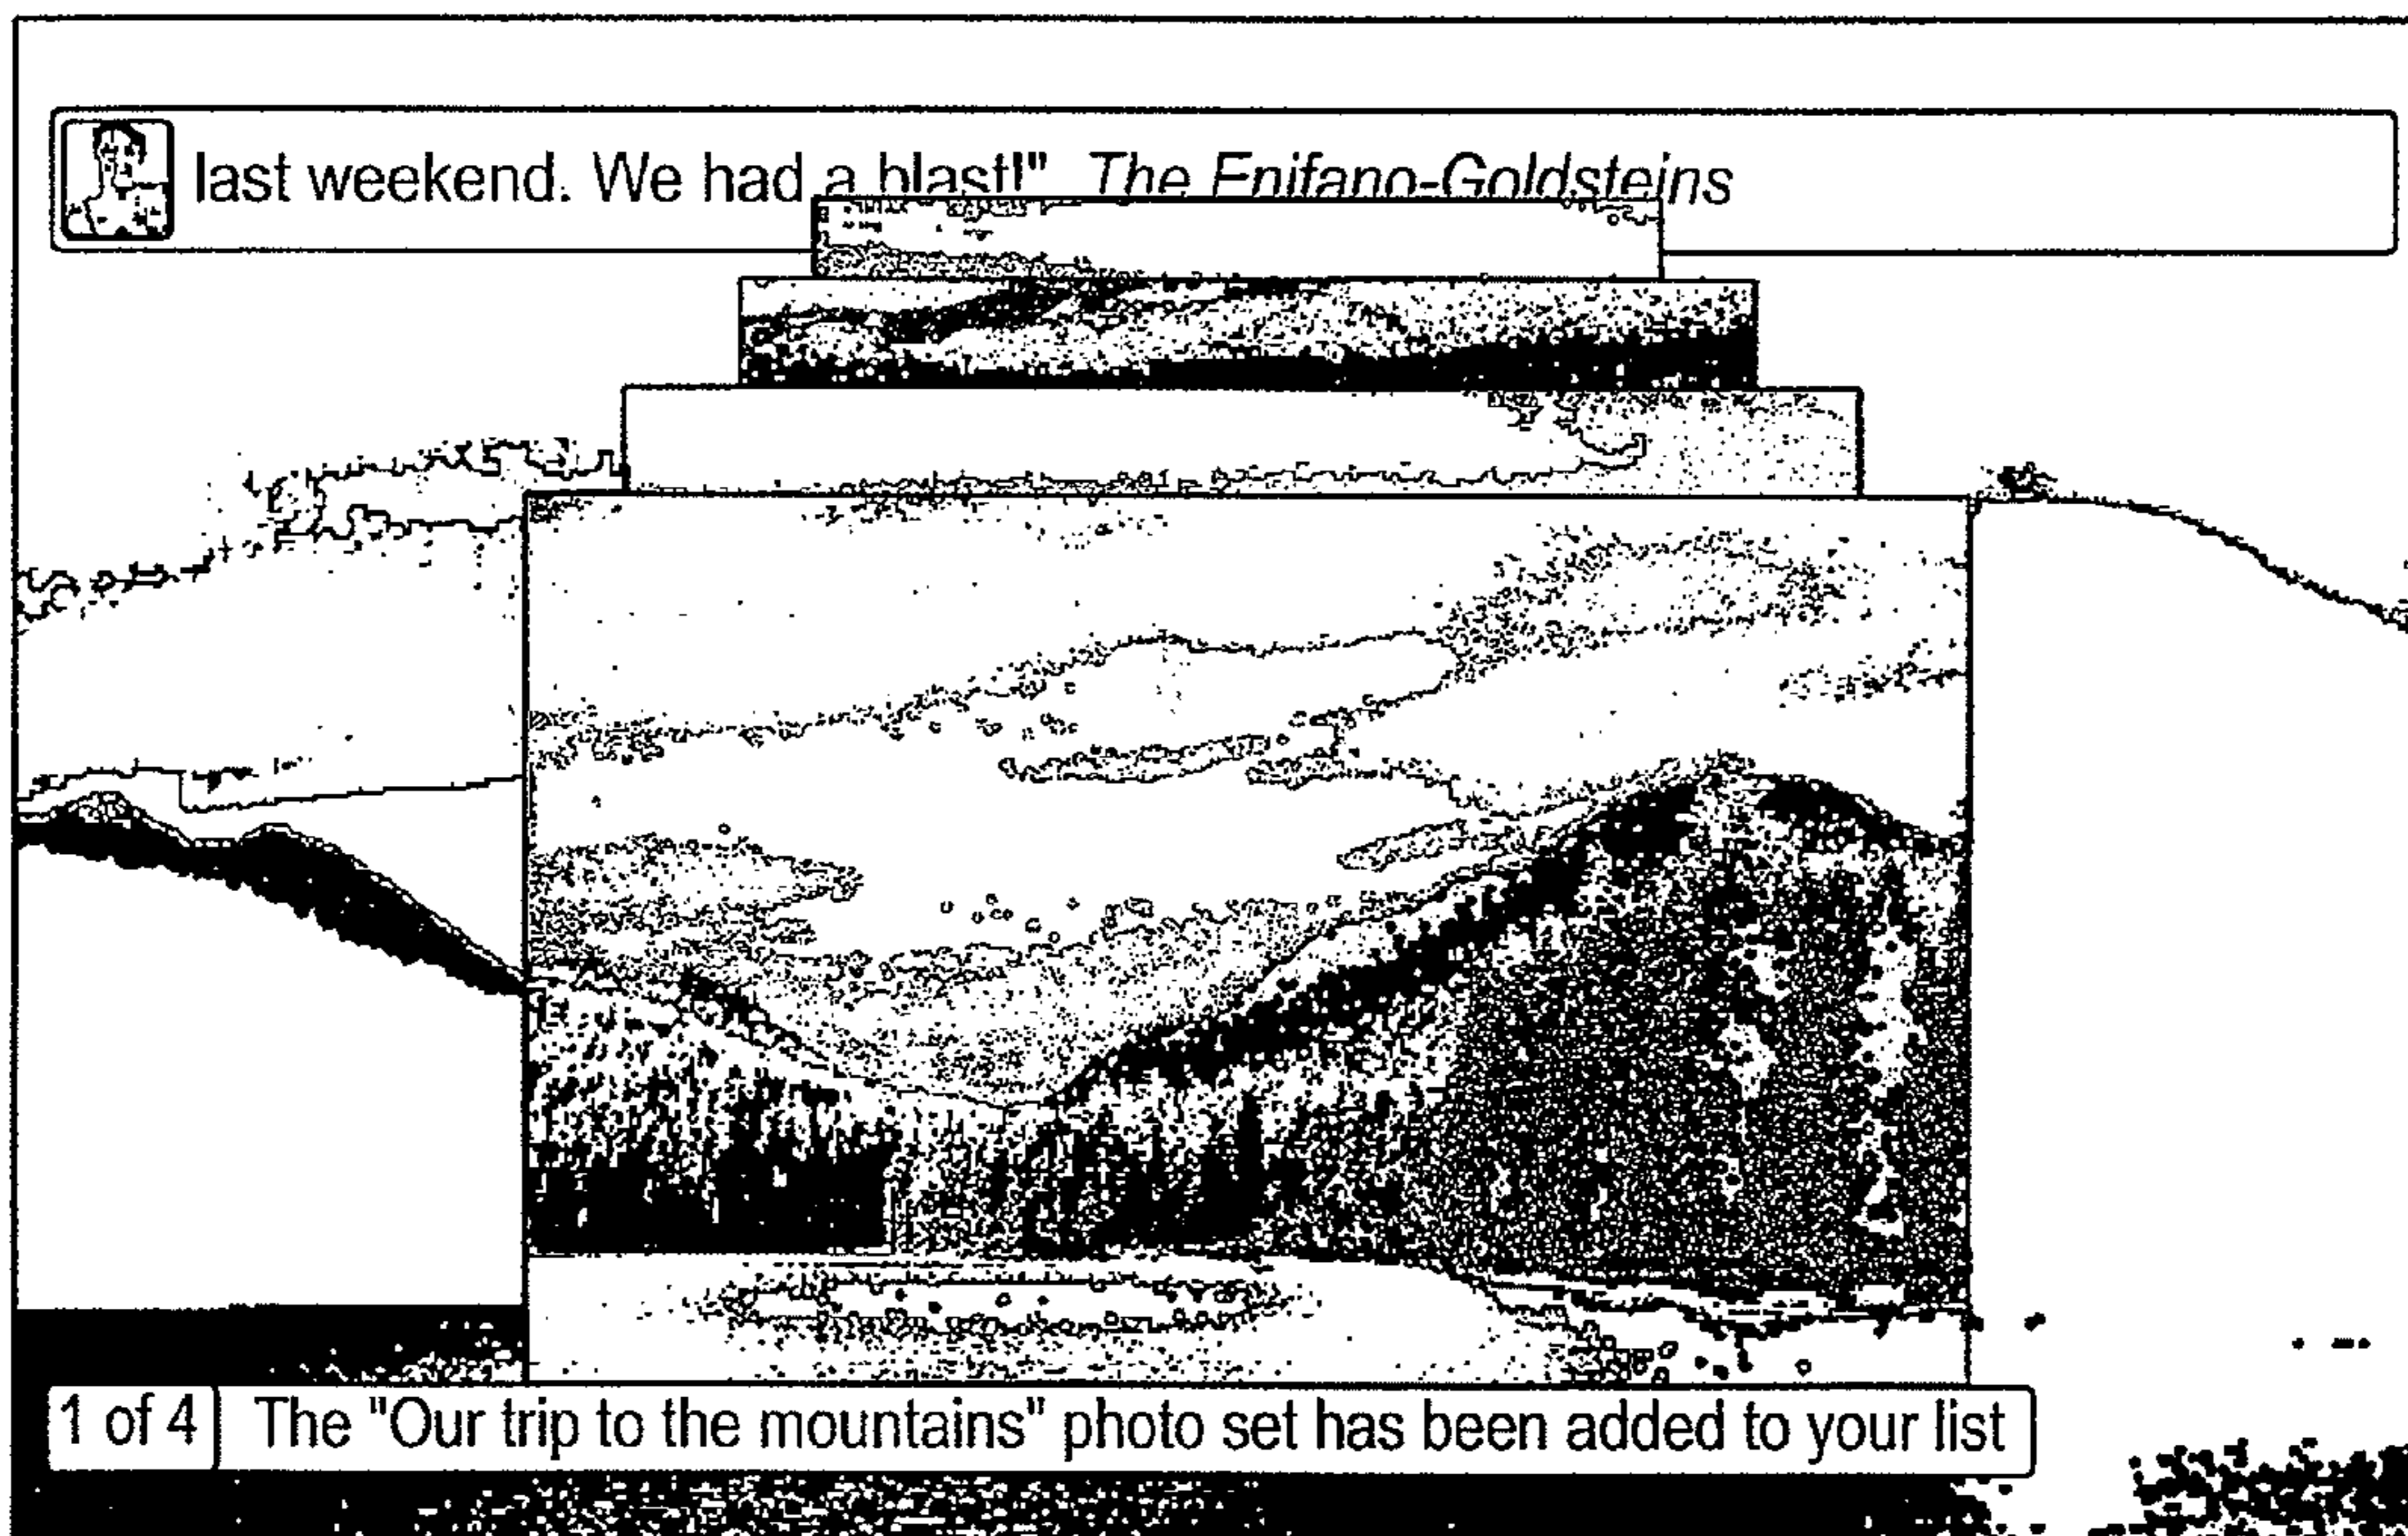 last weekend. We had a blast!" The Enifano-Goldsteins
1 of 4 The "Our trip to the mountains" photo set has been added to your list